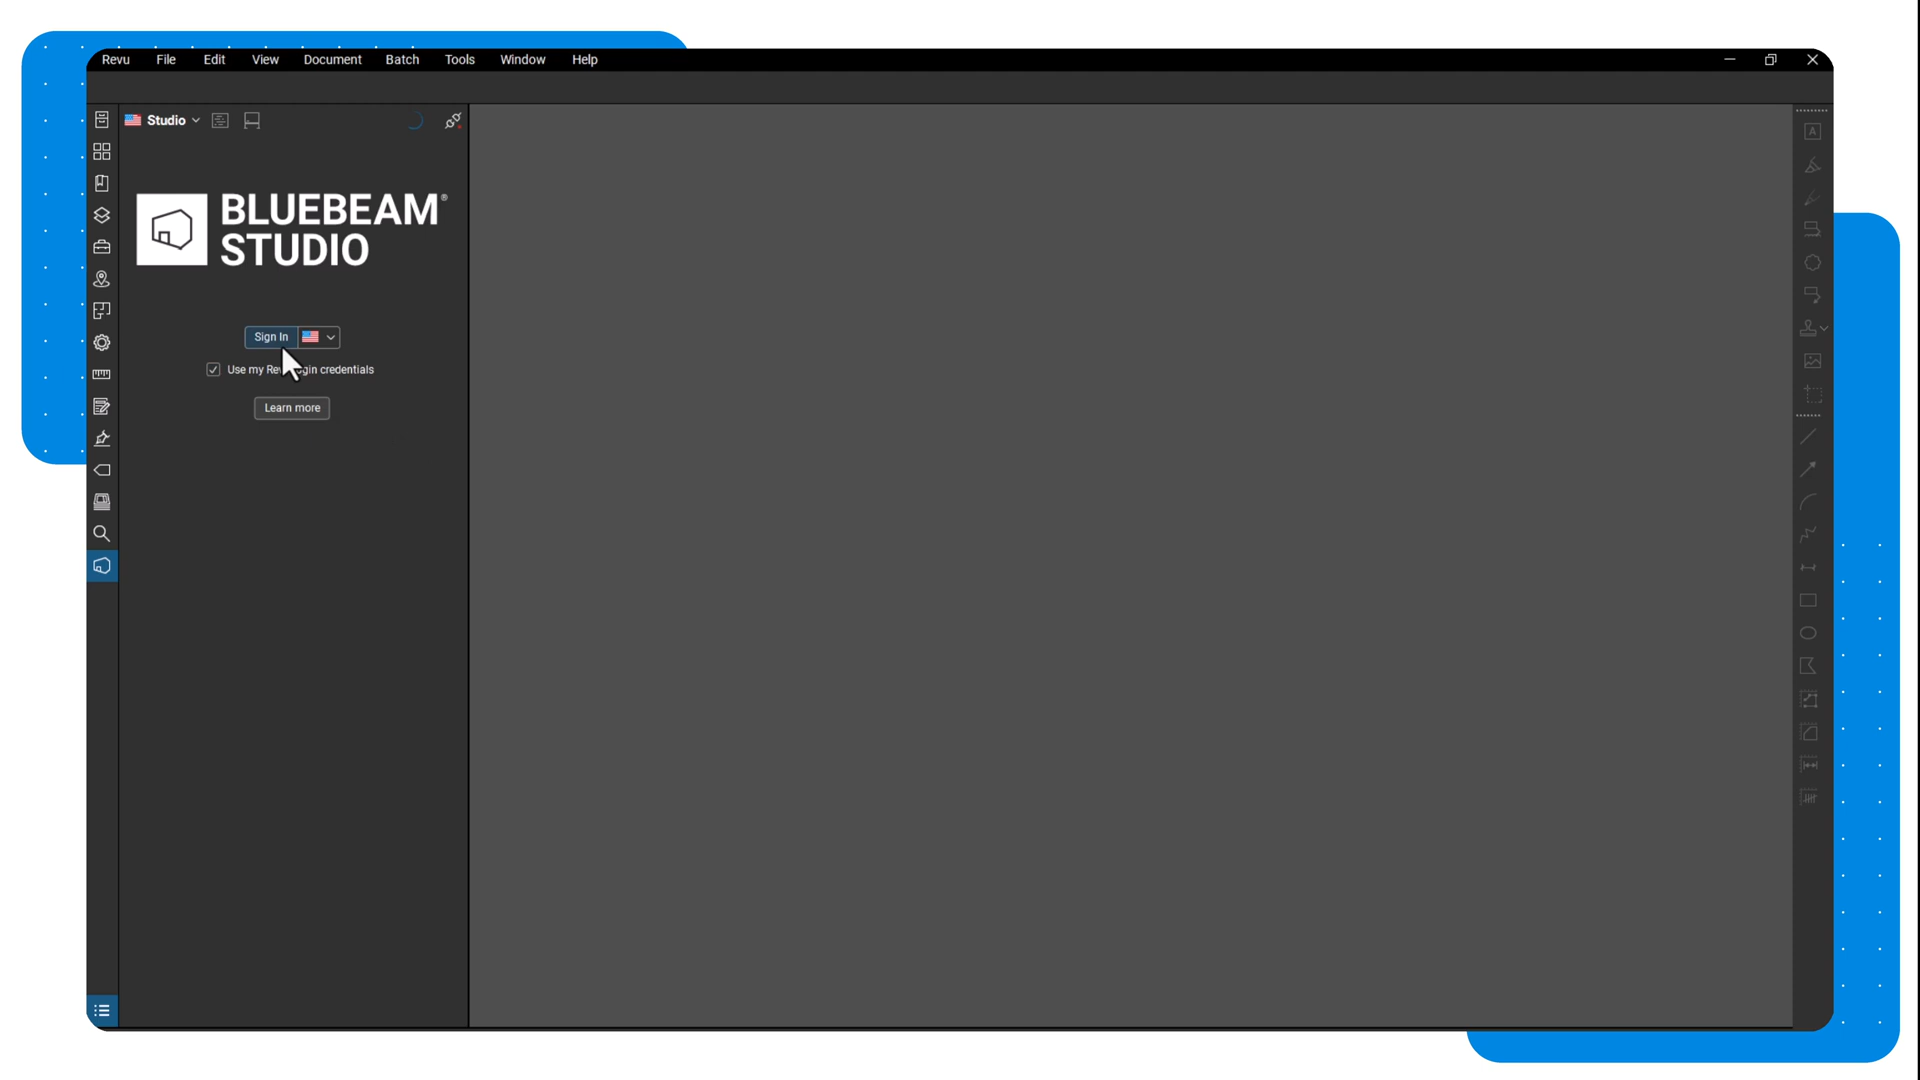 Revu File Edit View Document Batch Tools Window Help
Studio
BLUEBEAM®
STUDIO
Sign In
Use my Re gin credentials
Learn more